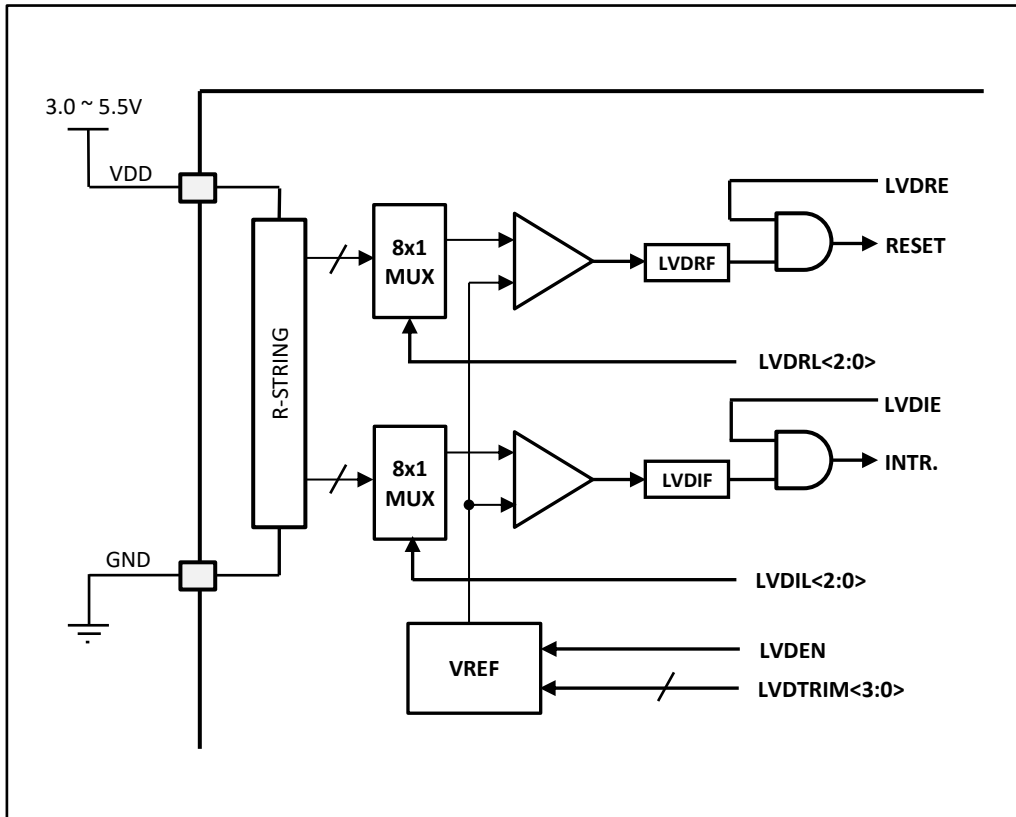 3.0 ~ 5.5V
VDD
LVDRE
8x1
MUX
LVDRF
RESET
R-STRING
LVDRL<2:0>
LVDIE
8x1
MUX
LVDIF
INTR.
GND
LVDIL<2:0>
VREF
LVDEN
LVDTRIM<3:0>